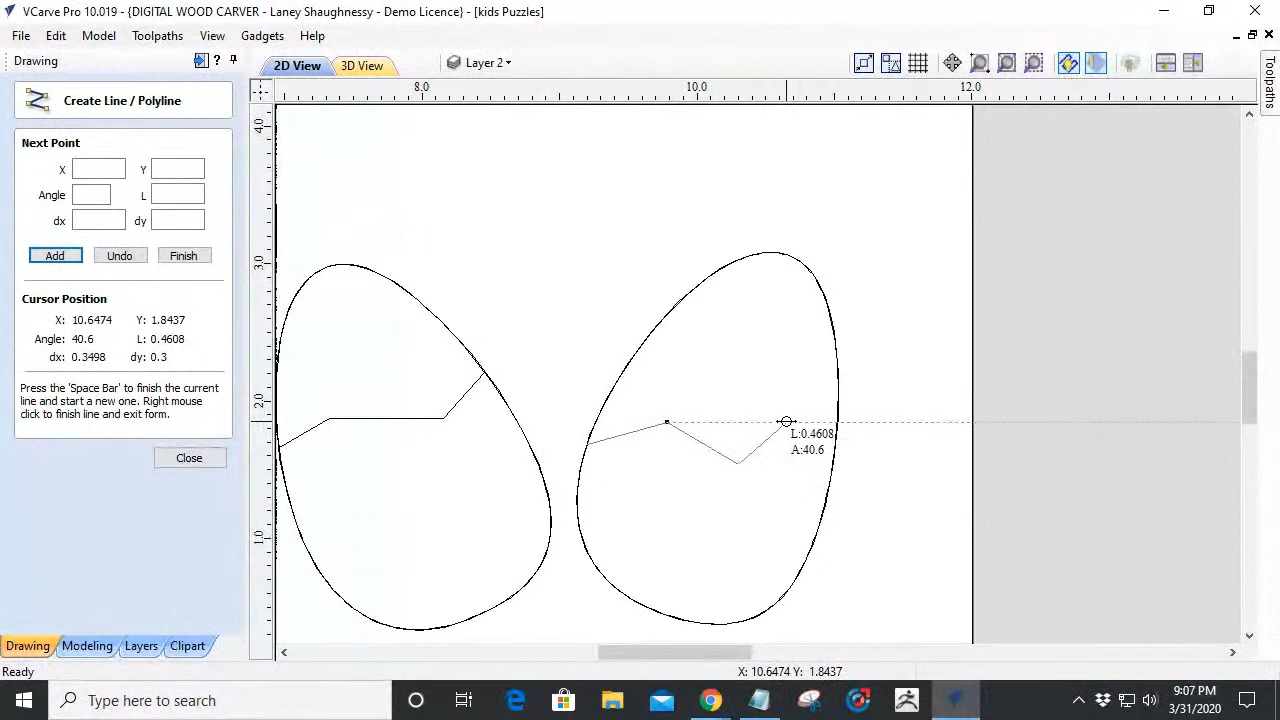 VCarve Pro 10.019 - {DIGITAL WOOD CARVER - Laney Shaughnessy - Demo Licence} - [kids Puzzles]
File Edit Model Toolpaths View Gadgets Help
Drawing
2D View 3D View Layer 2
Create Line / Polyline
8.0 10.0 12.0
4.0
3.0
2.0
1.0
Next Point
X Y
Angle L
dx dy
Add Undo Finish
Cursor Position
X: 10.6474 Y: 1.8437
Angle: 40.6 L: 0.4608
dx: 0.3498 dy: 0.3
Press the 'Space Bar' to finish the current
line and start a new one. Right mouse
click to finish line and exit form.
Close
L:0.4608
A:40.6
Toolpaths
Drawing Modeling Layers Clipart
Ready X: 10.6474 Y: 1.8437
Type here to search
9:07 PM
3/31/2020